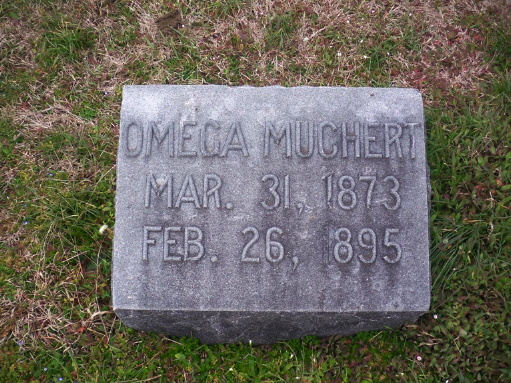 OMEGA MUCHERT
MAR. 31, 1873
FEB. 26, 1895